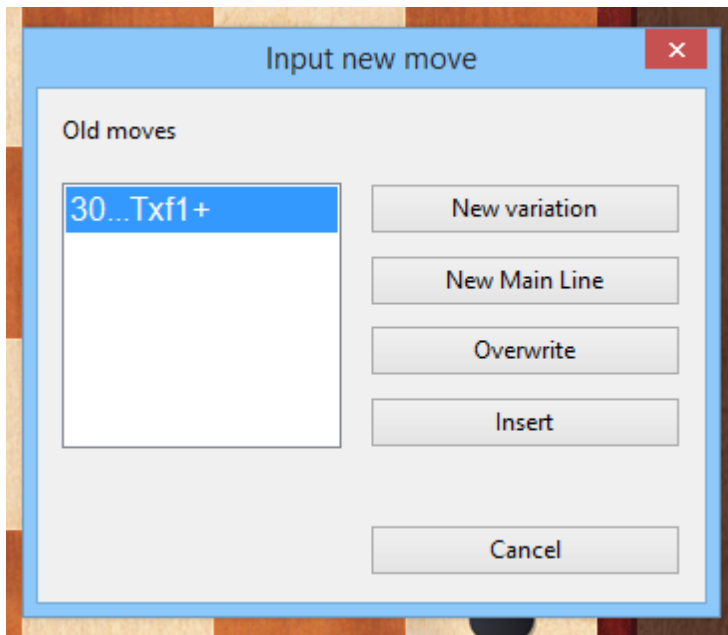 Input new move
Old moves
30...Txf1+
New variation
New Main Line
Overwrite
Insert
Cancel